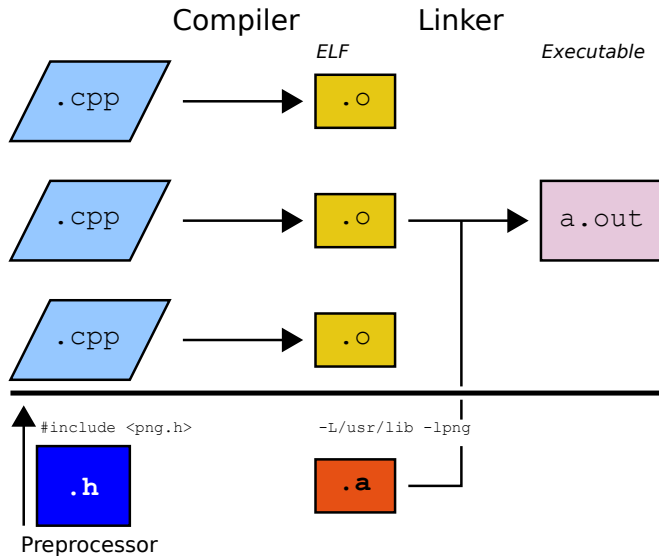 Compiler
Linker
ELF
Executable
.cpp
.o
.cpp
.o
a.out
.cpp
.o
#include <png.h>
-L/usr/lib -lpng
.h
.a
Preprocessor